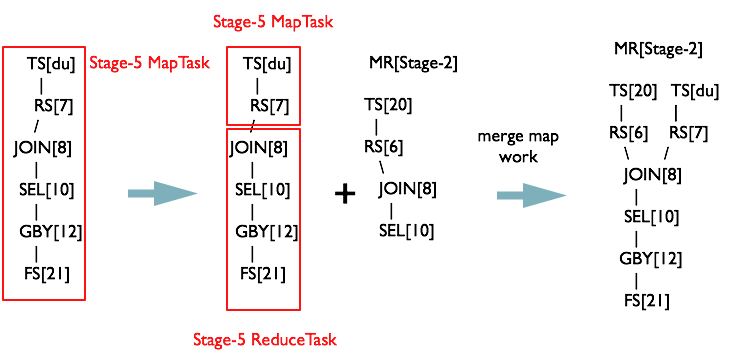 Stage-5 MapTask
TS[du]
RS[7]
JOIN[8]
SEL[10]
GBY[12]
FS[21]
Stage-5 MapTask
TS[du]
RS[7]
JOIN[8]
SEL[10]
GBY[12]
FS[21]
Stage-5 ReduceTask
+
MR[Stage-2]
TS[20]
RS[6]
JOIN[8]
SEL[10]
merge map
work
MR[Stage-2]
TS[20] TS[du]
RS[6] RS[7]
JOIN[8]
SEL[10]
GBY[12]
FS[21]